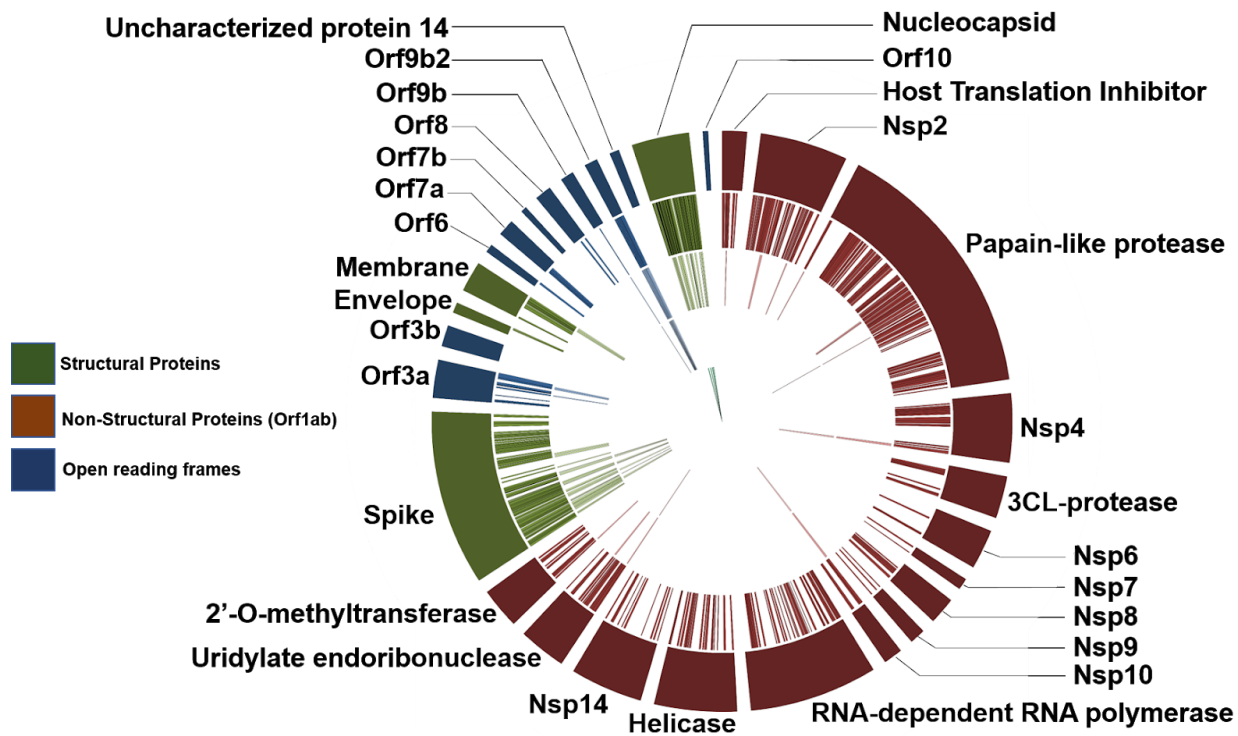 Uncharacterized protein 14
Nucleocapsid
Orf9b2
Orf10
Orf9b
Host Translation Inhibitor
Orf8
Nsp2
Orf7b
Orf7a
Orf6
Papain-like protease
Membrane
Envelope
Orf3b
Structural Proteins
Orf3a
Non-Structural Proteins (Orf1ab)
Nsp4
Open reading frames
3CL-protease
Spike
Nsp6
Nsp7
2’-O-methyltransferase
Nsp8
Nsp9
Uridylate endoribonuclease
Nsp10
Nsp14
RNA-dependent RNA polymerase
Helicase